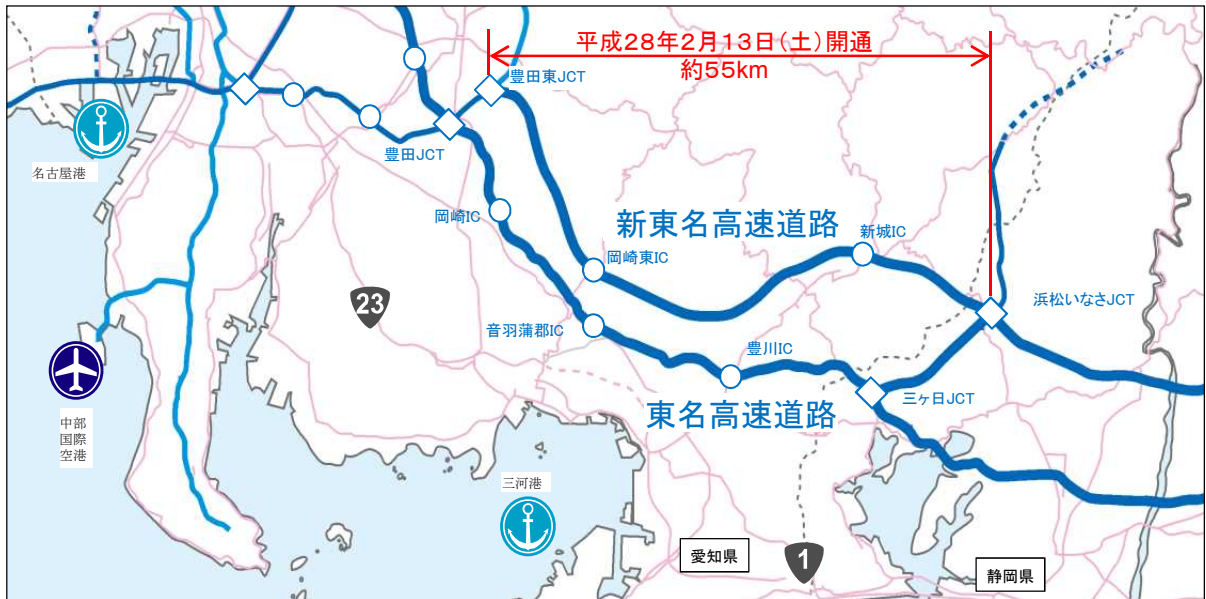 平成28年2月13日(土)開通
約55km
豊田東JCT
名古屋港
豊田JCT
岡崎IC
新東名高速道路
新城IC
岡崎東IC
浜松いなさJCT
23
音羽蒲郡IC
豊川IC
三ヶ日JCT
東名高速道路
中部
国際
空港
三河港
愛知県
1
静岡県